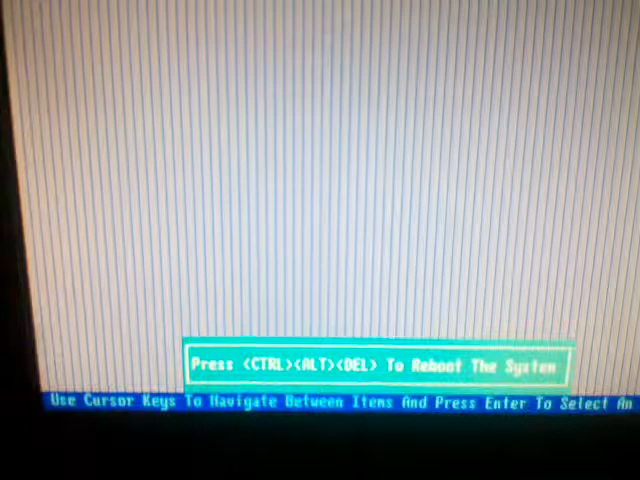 Press <CTRL><ALT><DEL> To Reboot The System
Use Cursor Keys To Navigate Between Items And Press Enter To Select An